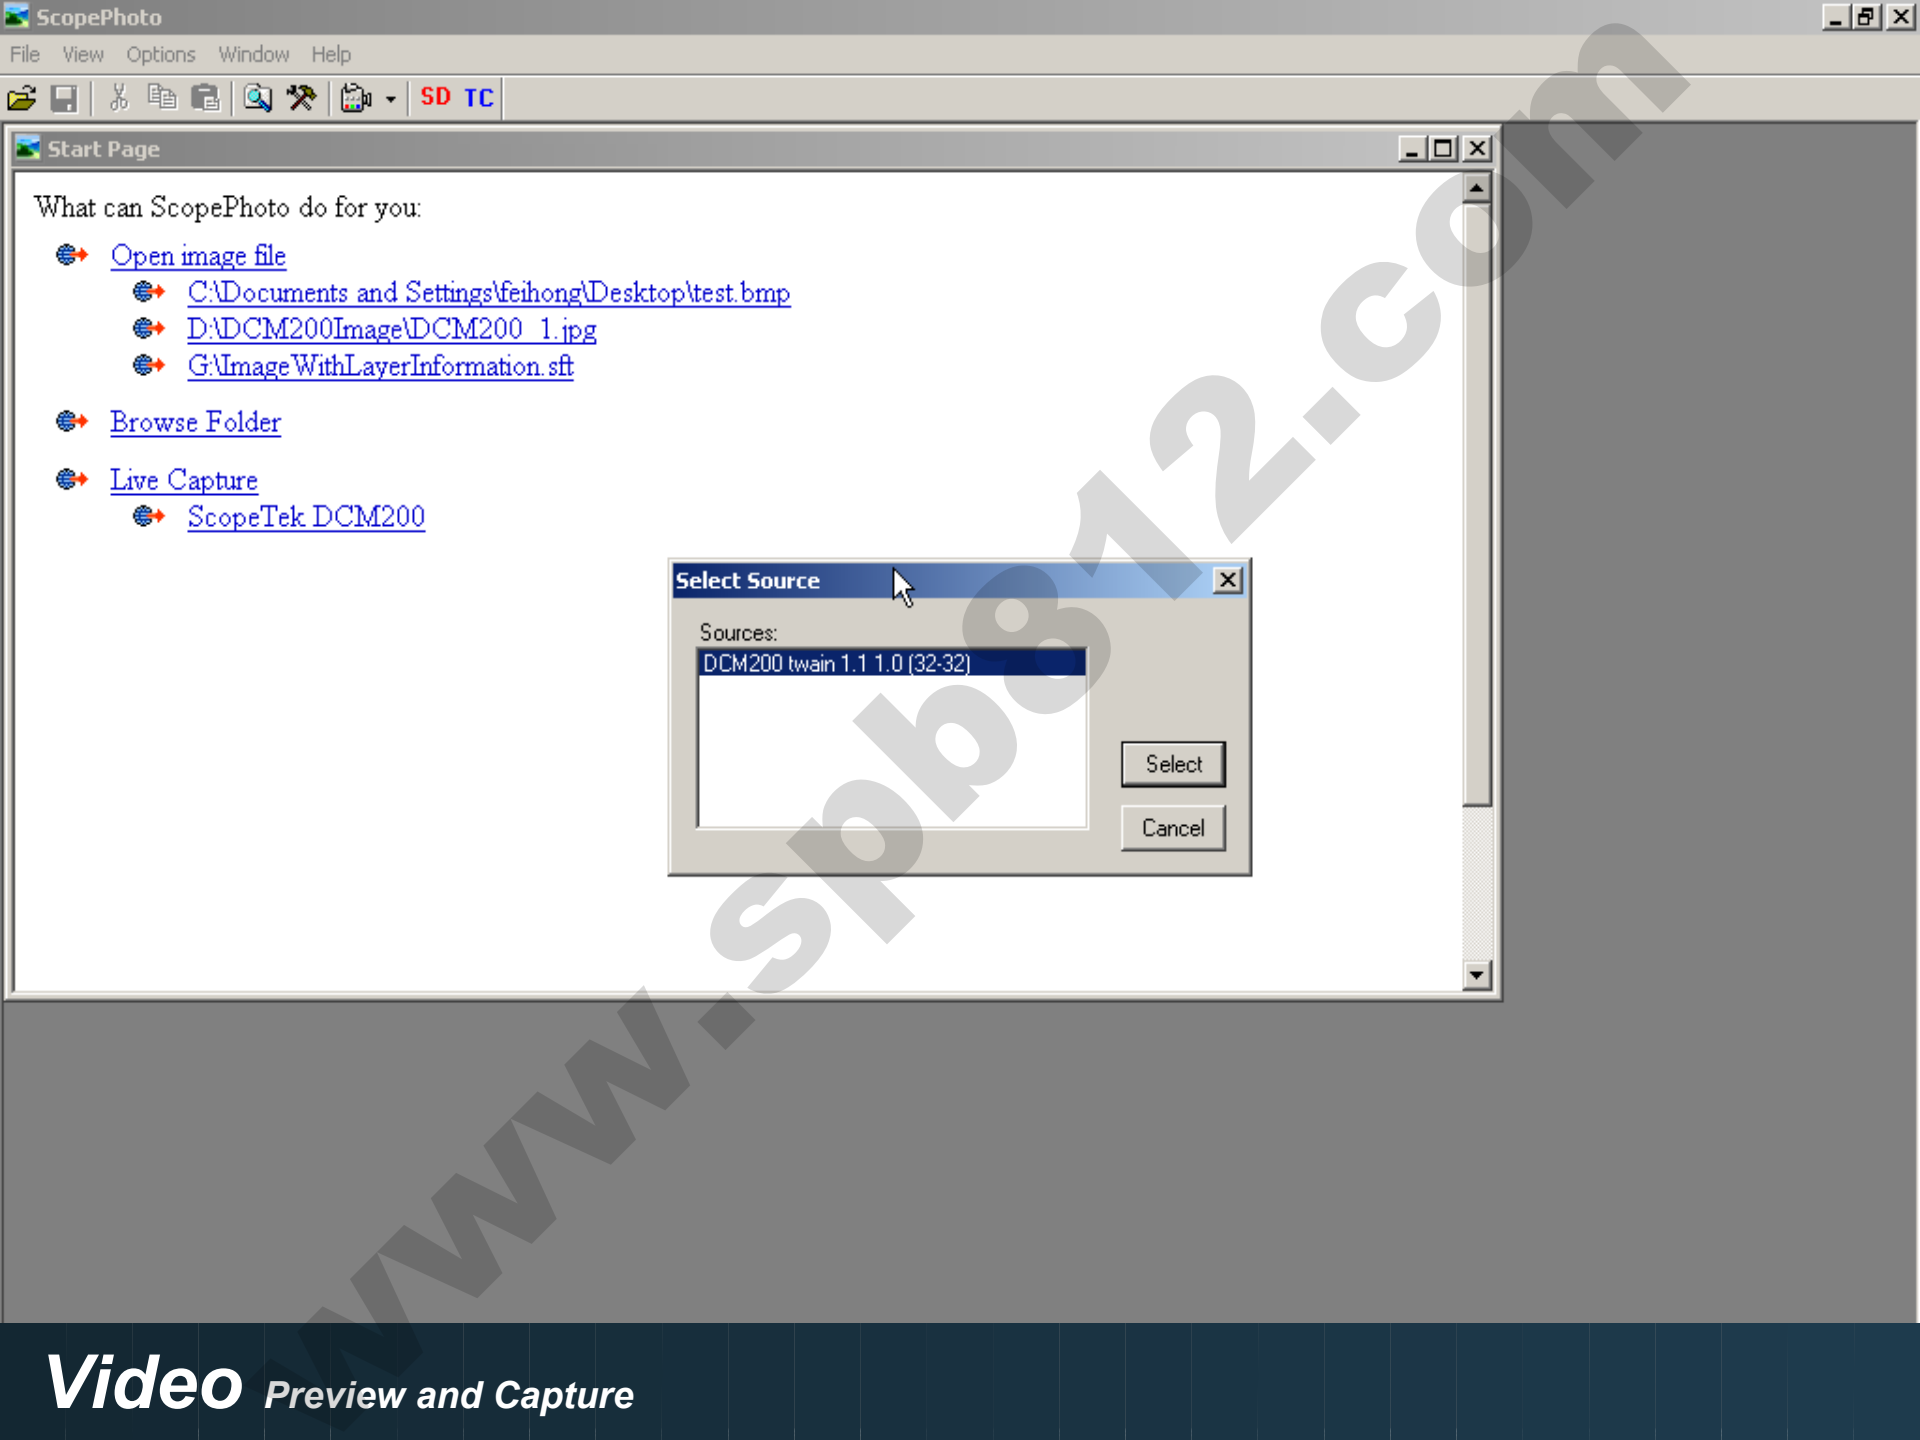 ScopePhoto
File View Options Window Help
SD TC
Start Page
What can ScopePhoto do for you:
Open image file
C:\Documents and Settings\feihong\Desktop\test.bmp
D:\DCM200Image\DCM200_1.jpg
G:\ImageWithLayerInformation.sft
Browse Folder
Live Capture
ScopeTek DCM200
Select Source
Sources:
DCM200 twain 1.1 1.0 (32-32)
Select
Cancel
www.spb812.com
Video Preview and Capture